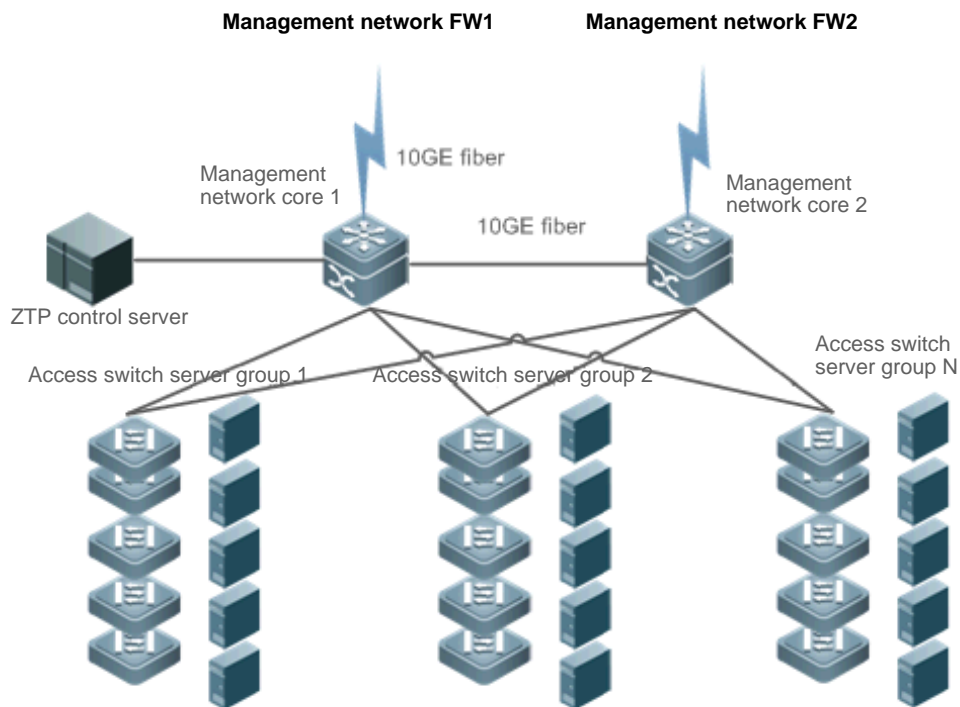 Management network FW1
Management network FW2
10GE fiber
Management
network core 1
Management
network core 2
10GE fiber
ZTP control server
Access switch server group 1
Access switch server group 2
Access switch
server group N